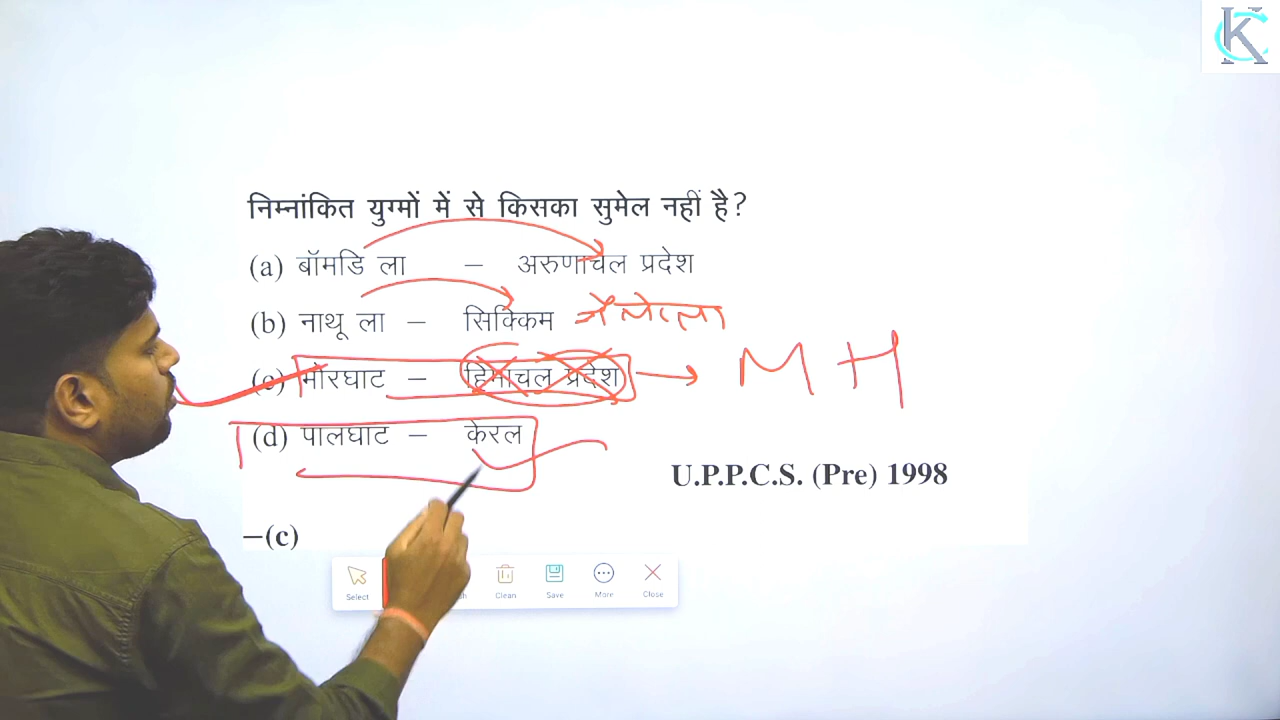 निम्नांकित युग्मों में से किसका सुमेल नहीं है?
(a) बॉमडि ला – अरुणाचल प्रदेश
(b) नाथू ला – सिक्किम
(c) मोरघाट – हिमाचल प्रदेश → MH
(d) पालघाट – केरल
U.P.P.C.S. (Pre) 1998
–(c)
Select
Clean
Save
More
Close
KC